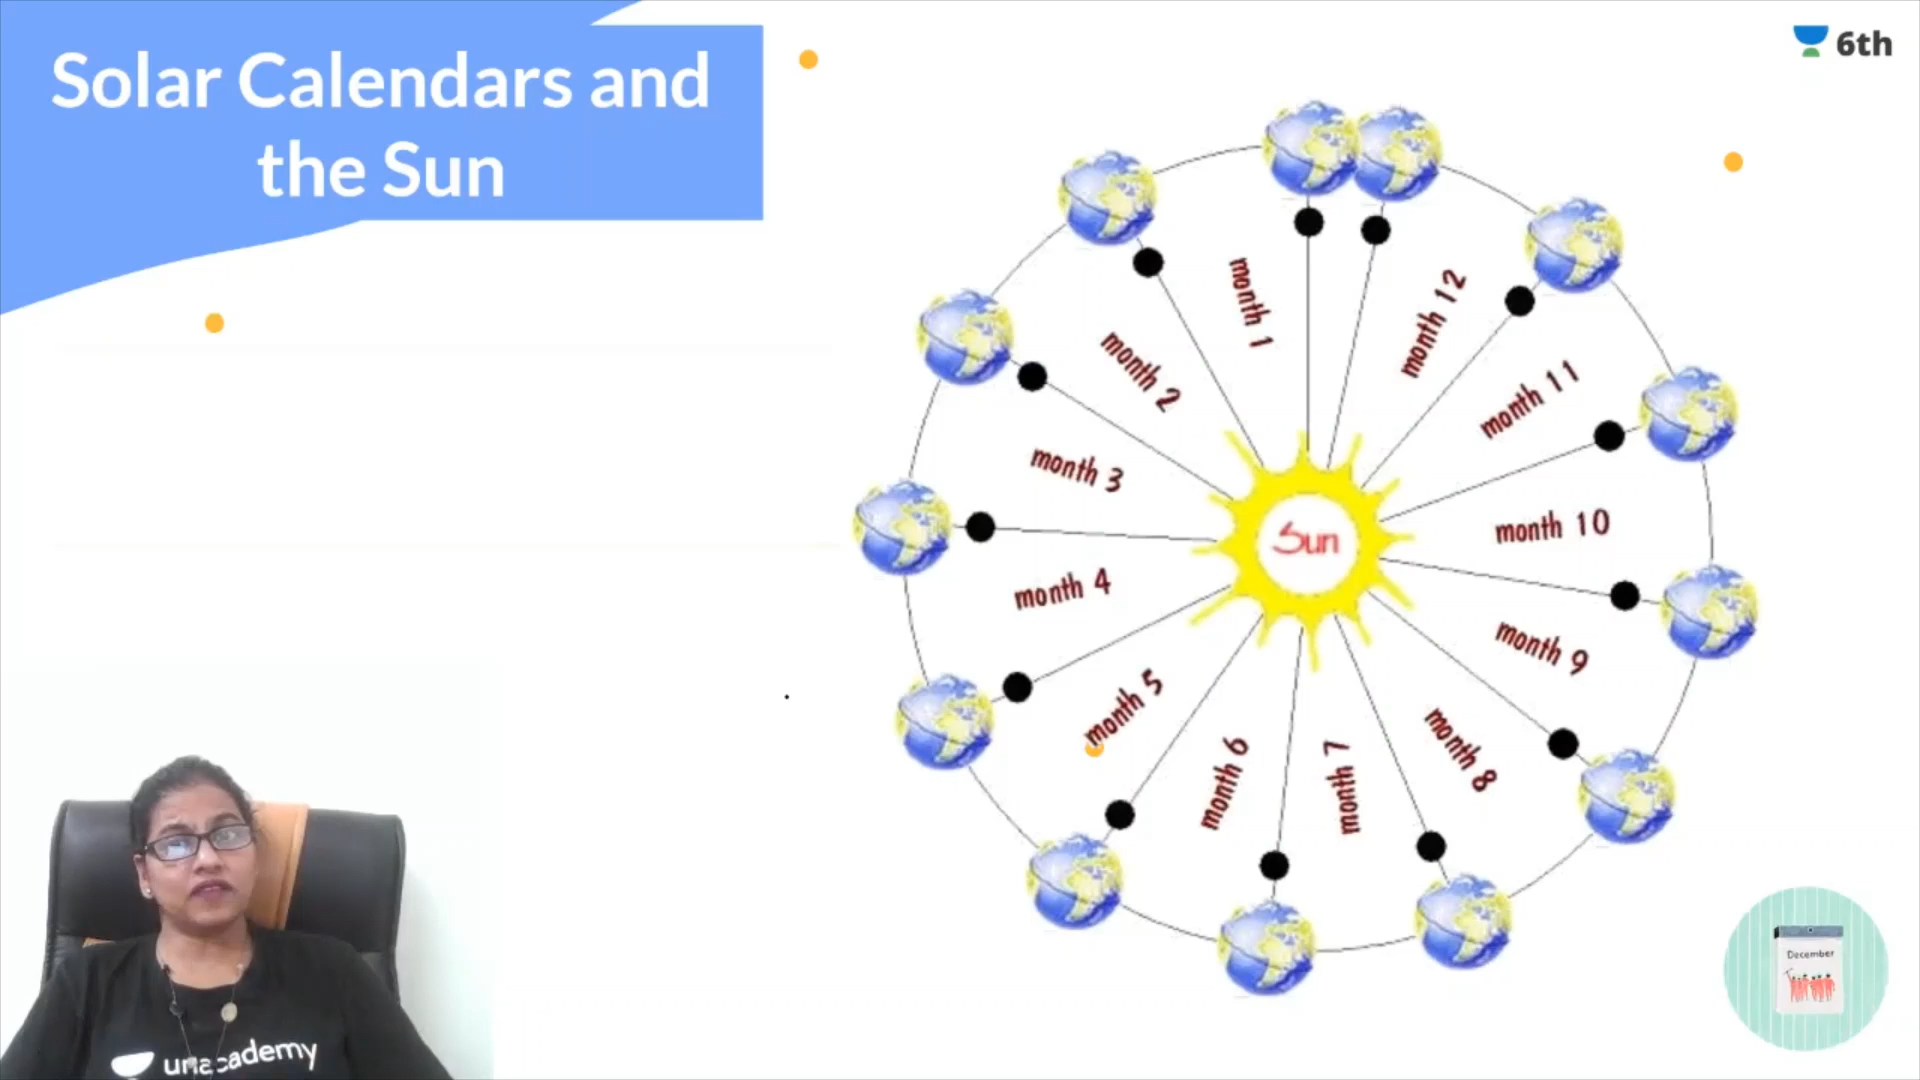 Solar Calendars and
the Sun
6th
month 1
month 2
month 3
month 4
month 5
month 6
month 7
month 8
month 9
month 10
month 11
month 12
Sun
December
unacademy